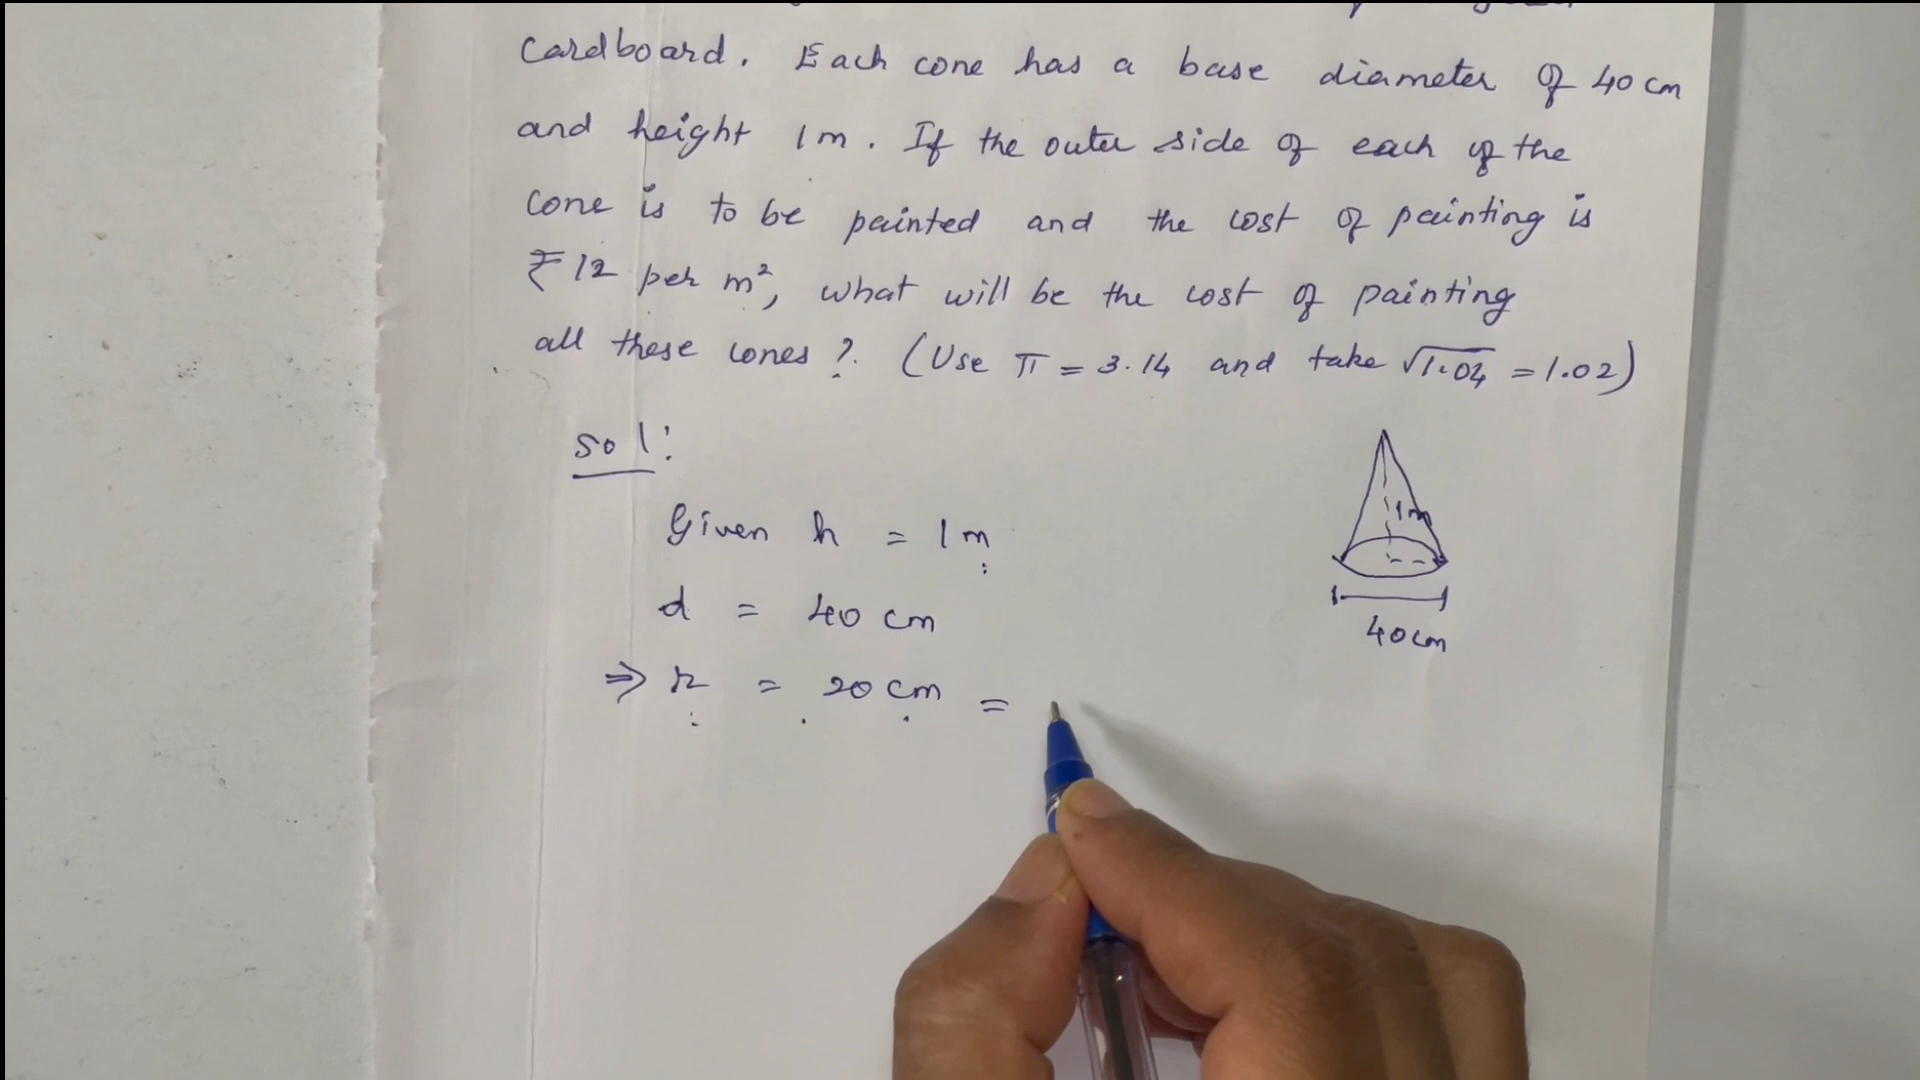 cardboard. Each cone has a base diameter of 40 cm
and height 1m. If the outer side of each of the
cone is to be painted and the cost of painting is
₹12 per m², what will be the cost of painting
all these cones? (Use π = 3.14 and take √1.04 = 1.02)
Sol:
Given h = 1m
1m
d = 40 cm
40cm
⇒ r = 20 cm =